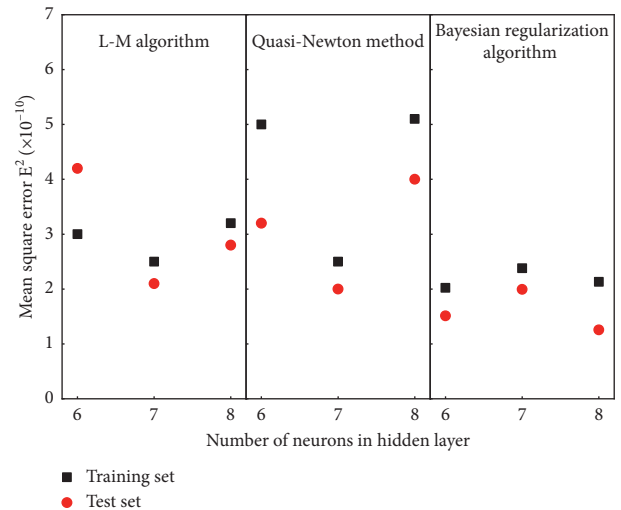 Mean square error E² (×10⁻¹⁰)
7
6
5
4
3
2
1
0
L-M algorithm
Quasi-Newton method
Bayesian regularization
algorithm
6 7 8 6 7 8 6 7 8
Number of neurons in hidden layer
Training set
Test set